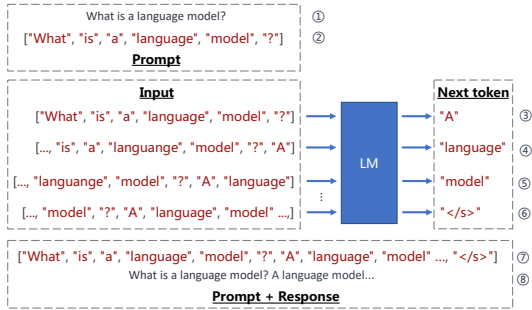 What is a language model? ①
["What", "is", "a", "language", "model", "?"] ②
Prompt
Input Next token
["What", "is", "a", "language", "model", "?"] "A" ③
[..., "is", "a", "languange", "model", "?", "A"] "language" ④
[..., "languange", "model", "?", "A", "language"] "model" ⑤
⋮
[..., "model", "?", "A", "language", "model" ...,] "</s>" ⑥
LM
["What", "is", "a", "language", "model", "?", "A", "language", "model" ..., "</s>"] ⑦
What is a language model? A language model... ⑧
Prompt + Response